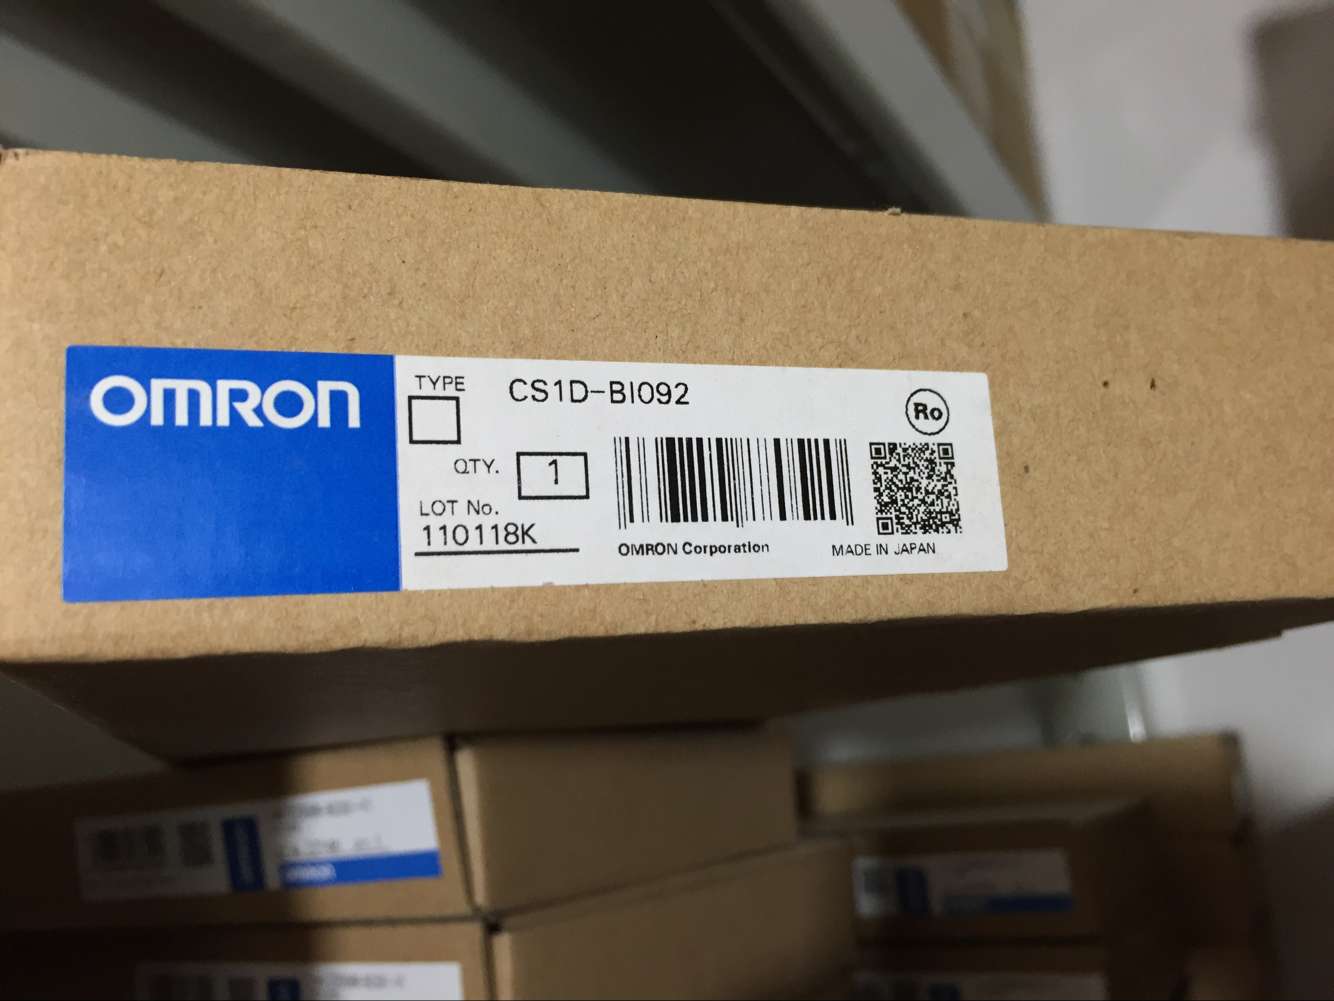 OMRON
TYPE
CS1D-BI092
Ro
QTY. 1
LOT No.
110118K
OMRON Corporation
MADE IN JAPAN